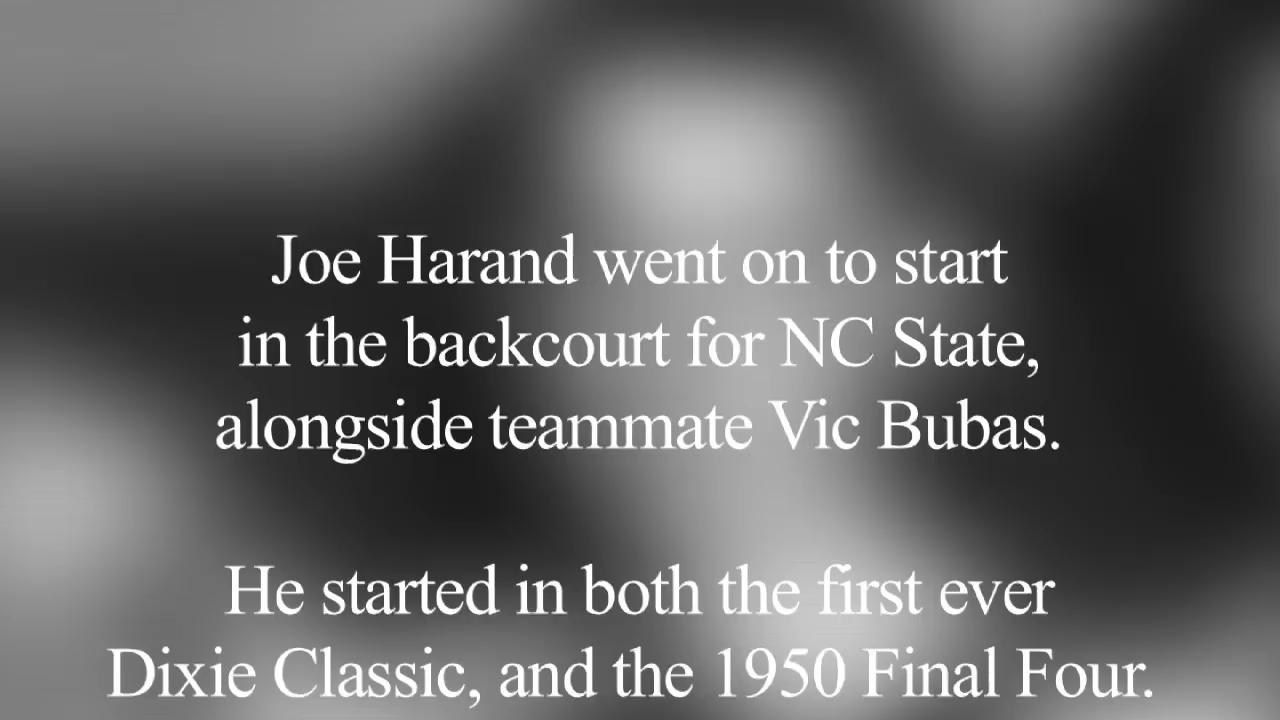 Joe Harand went on to start
in the backcourt for NC State,
alongside teammate Vic Bubas.
He started in both the first ever
Dixie Classic, and the 1950 Final Four.